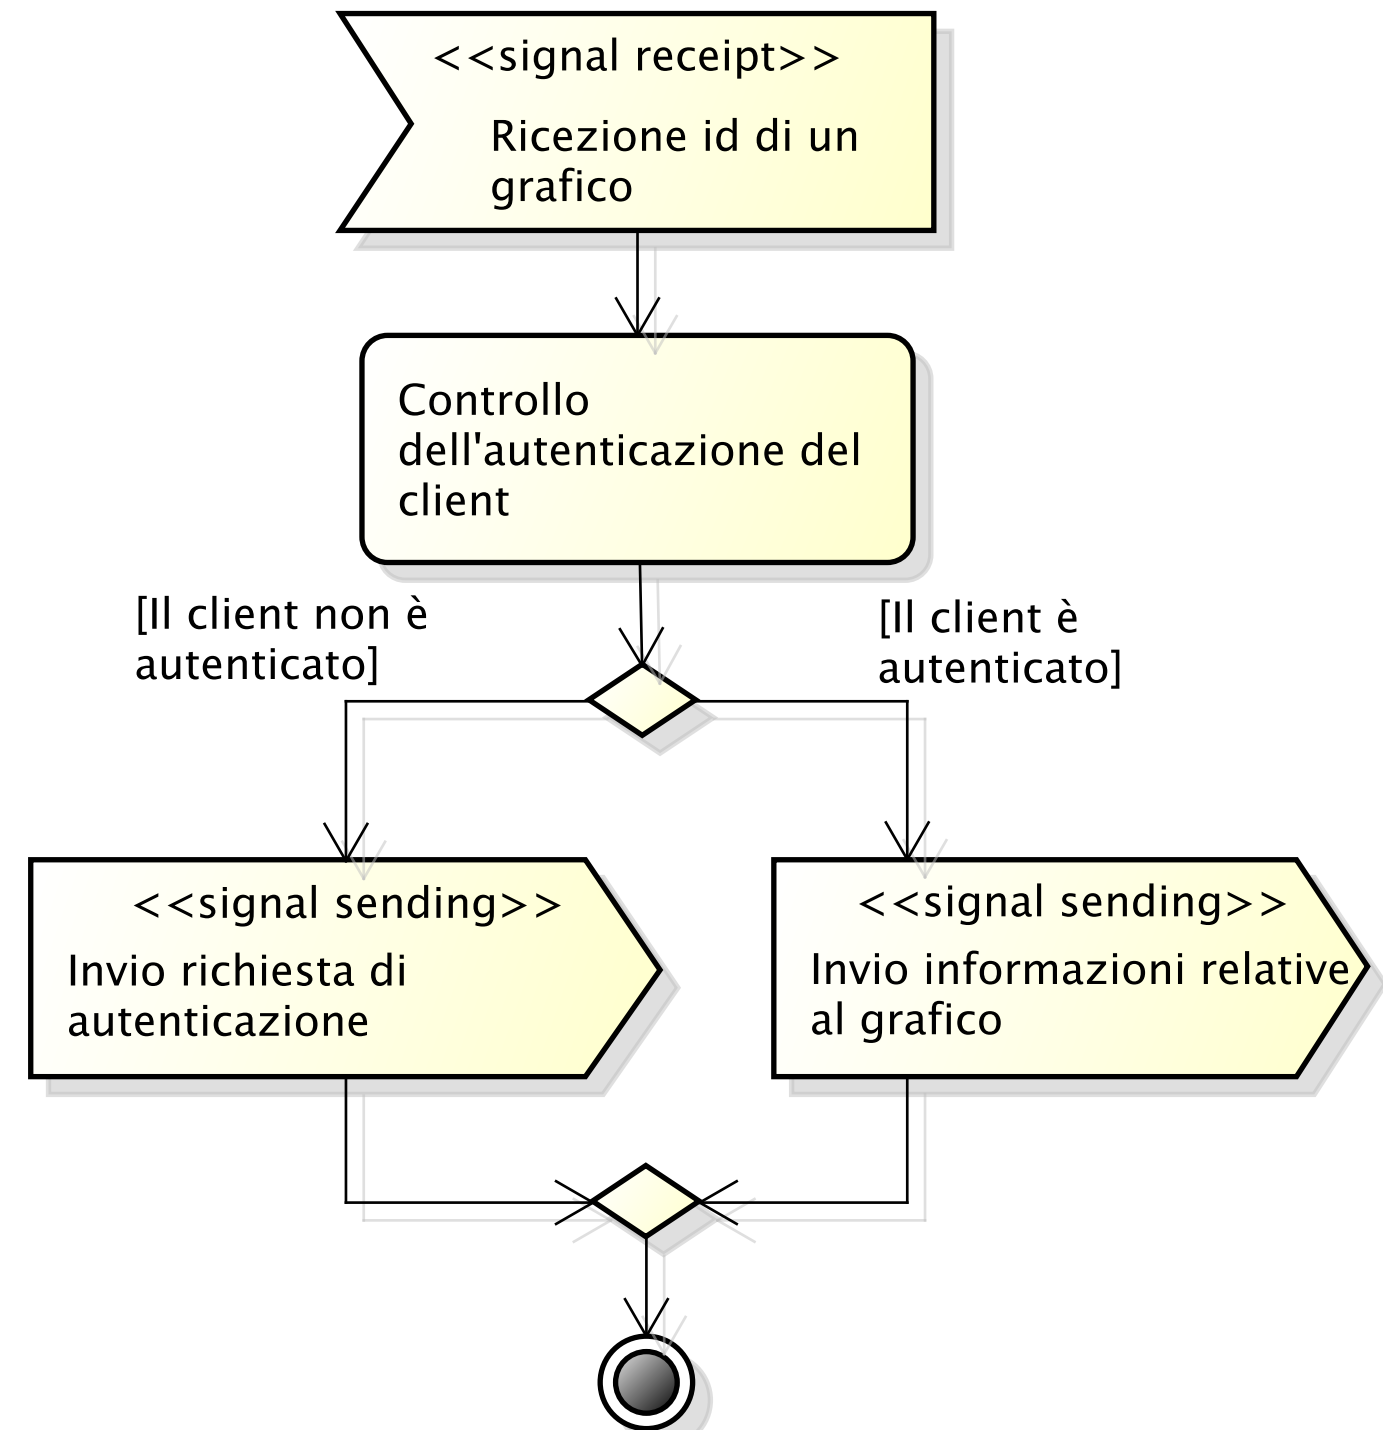 <<signal receipt>>
Ricezione id di un
grafico
Controllo
dell'autenticazione del
client
[Il client non è
autenticato]
[Il client è
autenticato]
<<signal sending>>
Invio richiesta di
autenticazione
<<signal sending>>
Invio informazioni relative
al grafico